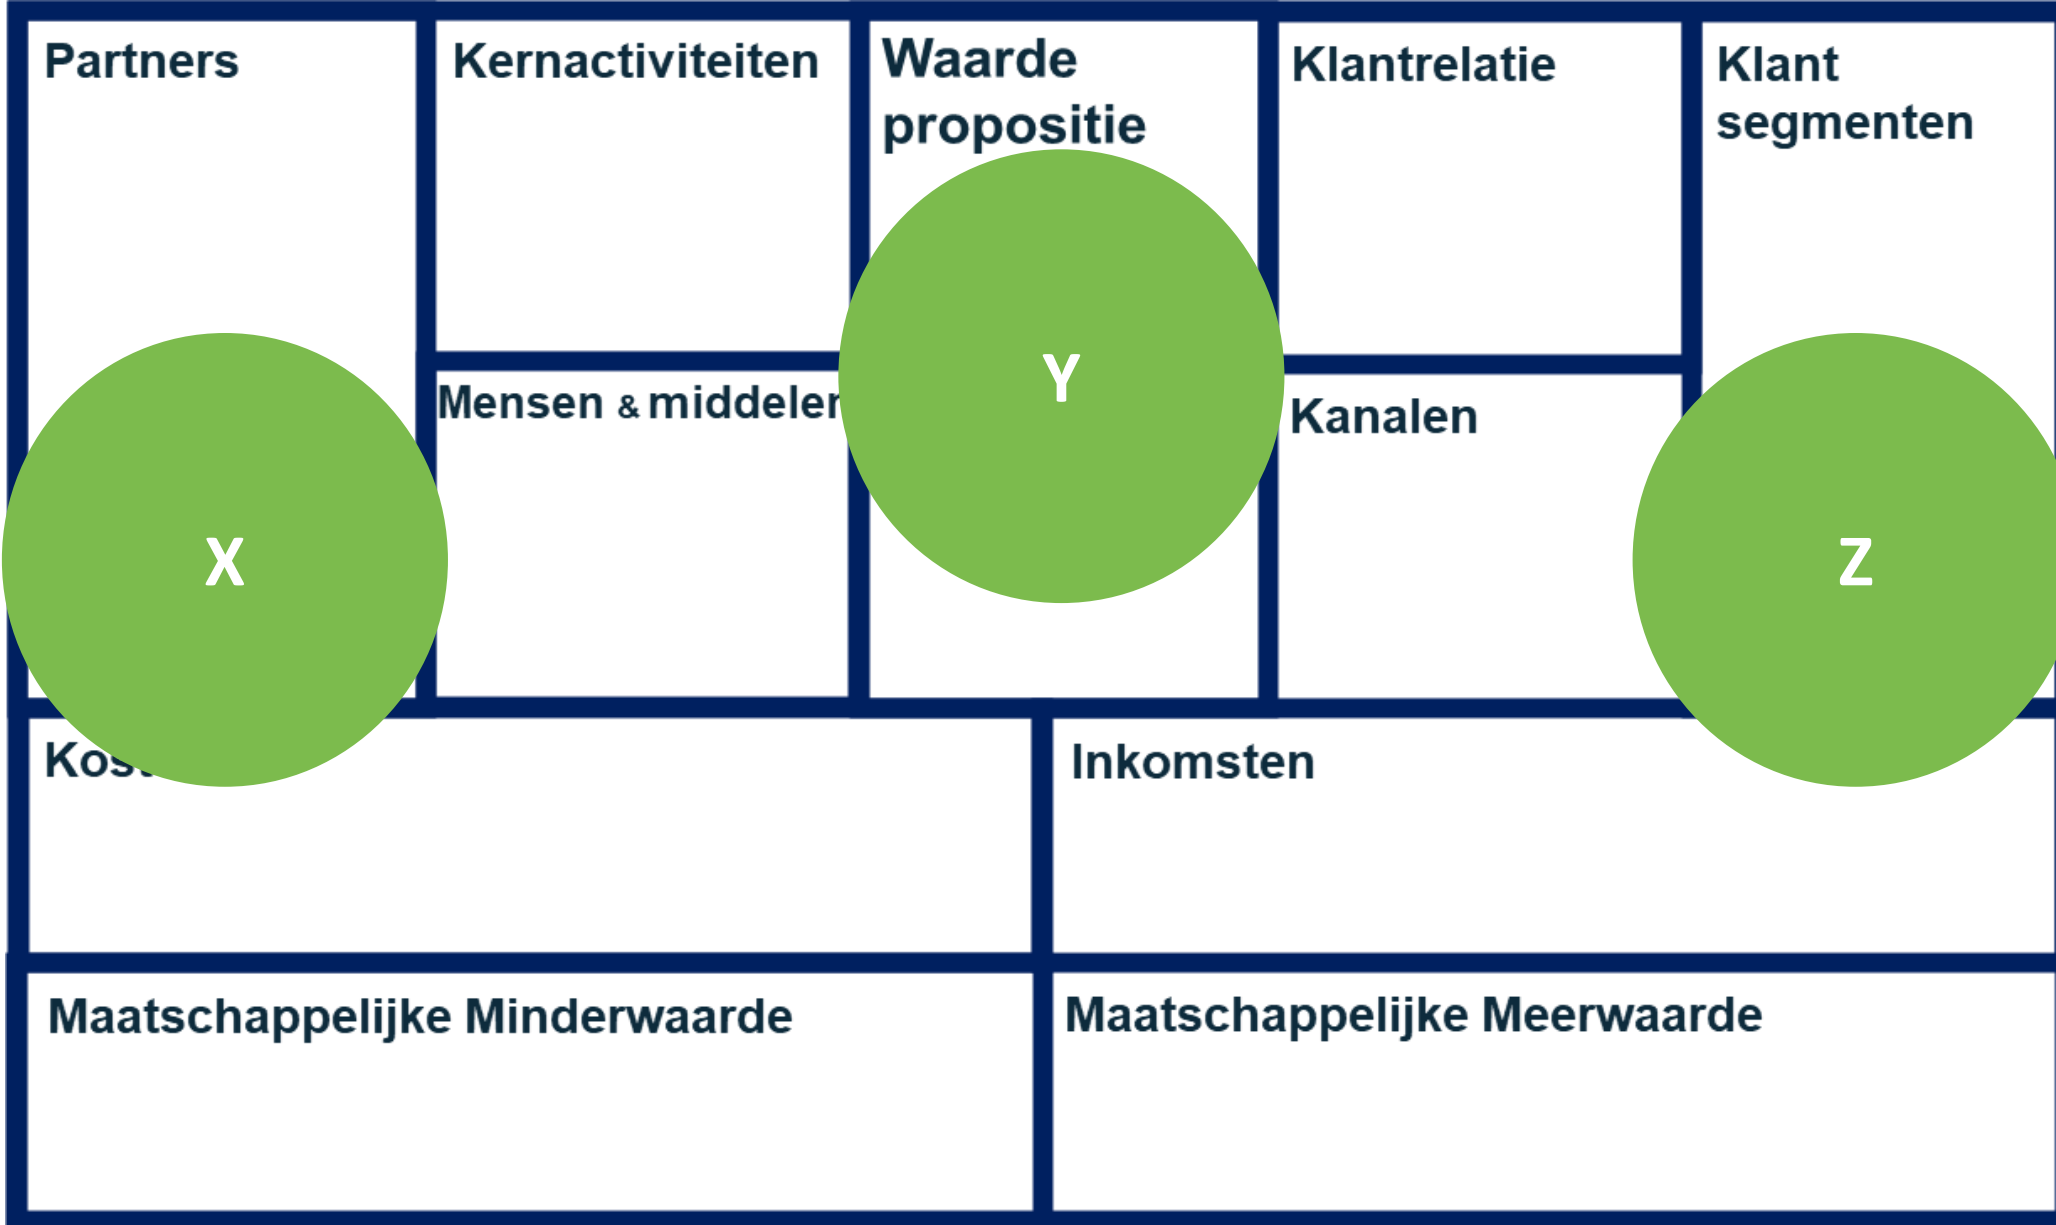 Partners
Kernactiviteiten
Waarde
propositie
Klantrelatie
Klant
segmenten
Mensen & middelen
Kanalen
X
Y
Z
Inkomsten
Maatschappelijke Minderwaarde
Maatschappelijke Meerwaarde